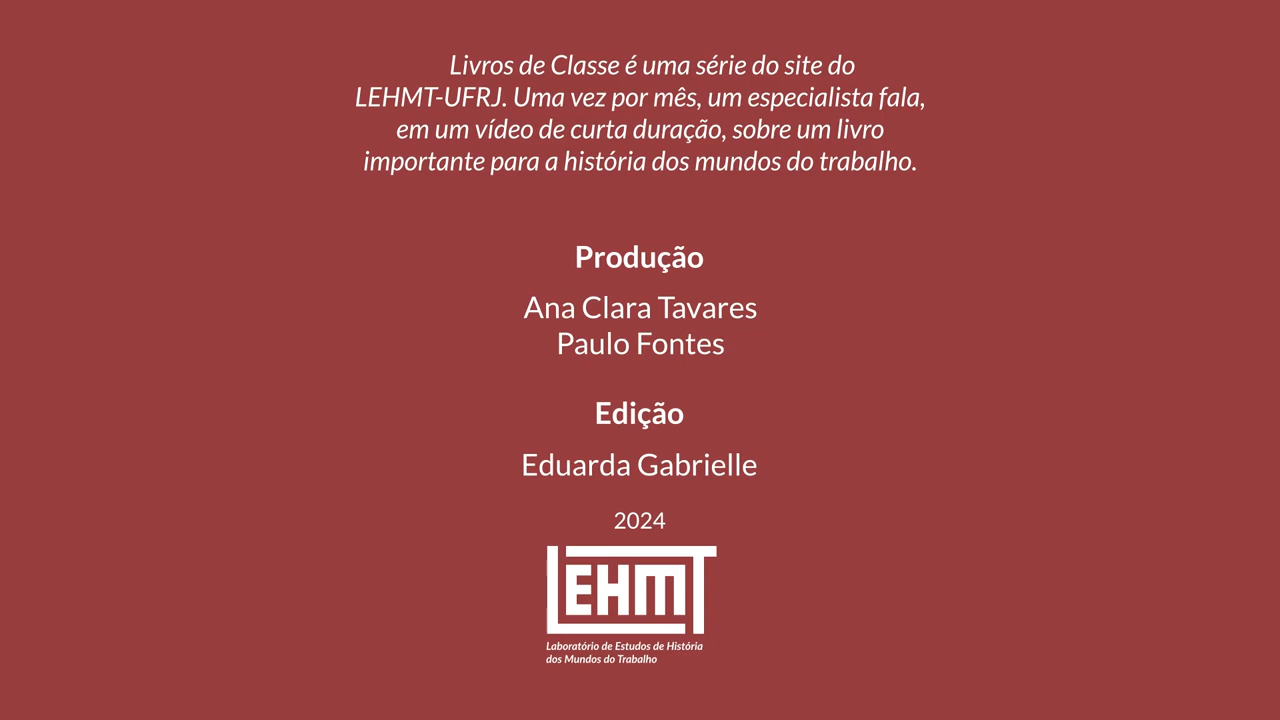 Livros de Classe é uma série do site do
LEHMT-UFRJ. Uma vez por mês, um especialista fala,
em um vídeo de curta duração, sobre um livro
importante para a história dos mundos do trabalho.
Produção
Ana Clara Tavares
Paulo Fontes
Edição
Eduarda Gabrielle
2024
LEHMT
Laboratório de Estudos de História
dos Mundos do Trabalho